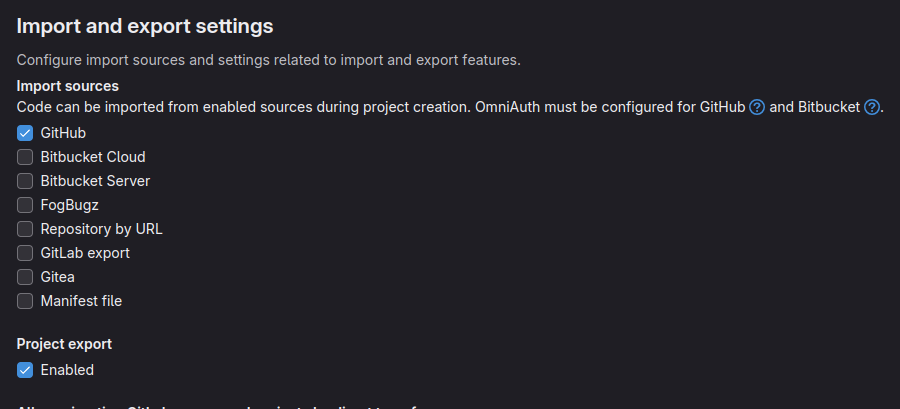 Import and export settings
Configure import sources and settings related to import and export features.
Import sources
Code can be imported from enabled sources during project creation. OmniAuth must be configured for GitHub ? and Bitbucket ?.
GitHub
Bitbucket Cloud
Bitbucket Server
FogBugz
Repository by URL
GitLab export
Gitea
Manifest file
Project export
Enabled